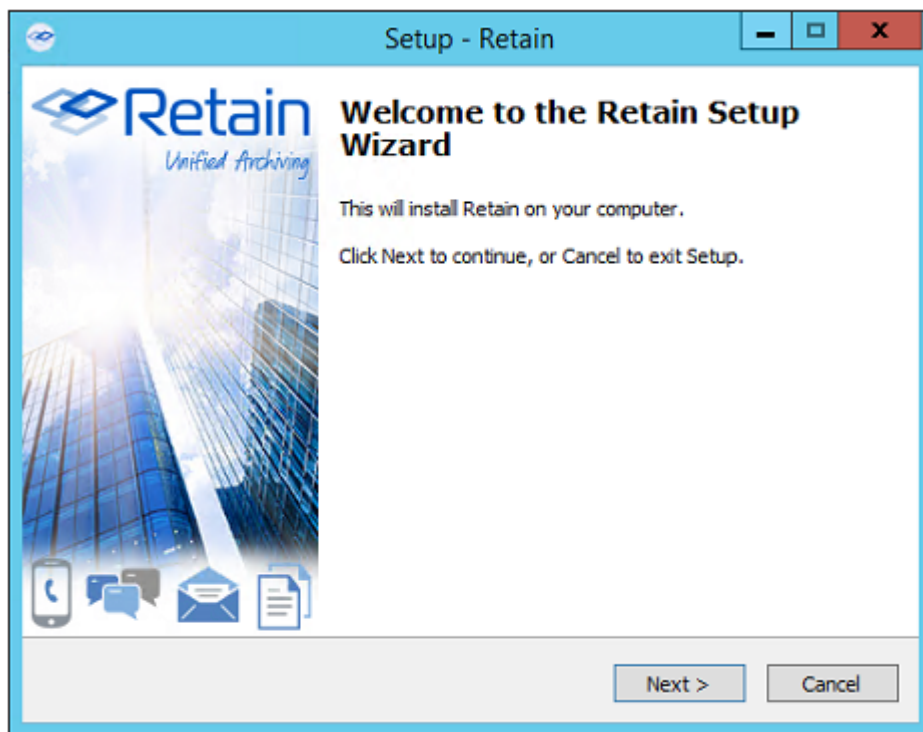 Setup - Retain
Retain
Unified Archiving
Welcome to the Retain Setup
Wizard
This will install Retain on your computer.
Click Next to continue, or Cancel to exit Setup.
Next >
Cancel